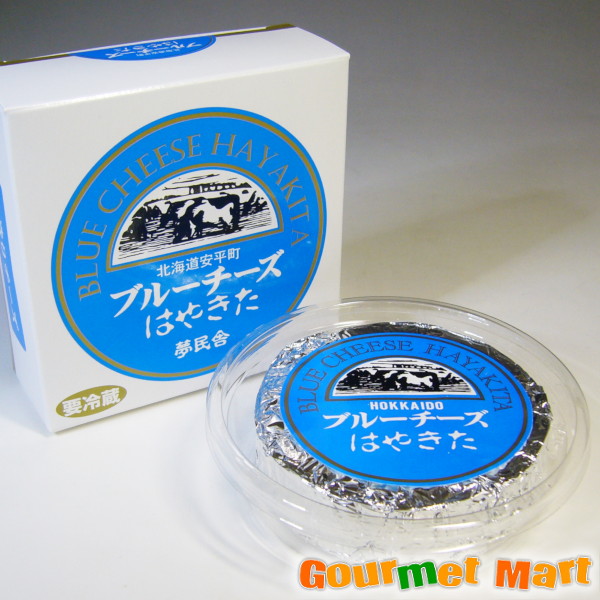 BLUE CHEESE HAYAKITA
北海道安平町
ブルーチーズ
はやきた
夢民舎
要冷蔵
BLUE CHEESE HAYAKITA
HOKKAIDO
ブルーチーズ
はやきた
Gourmet Mart